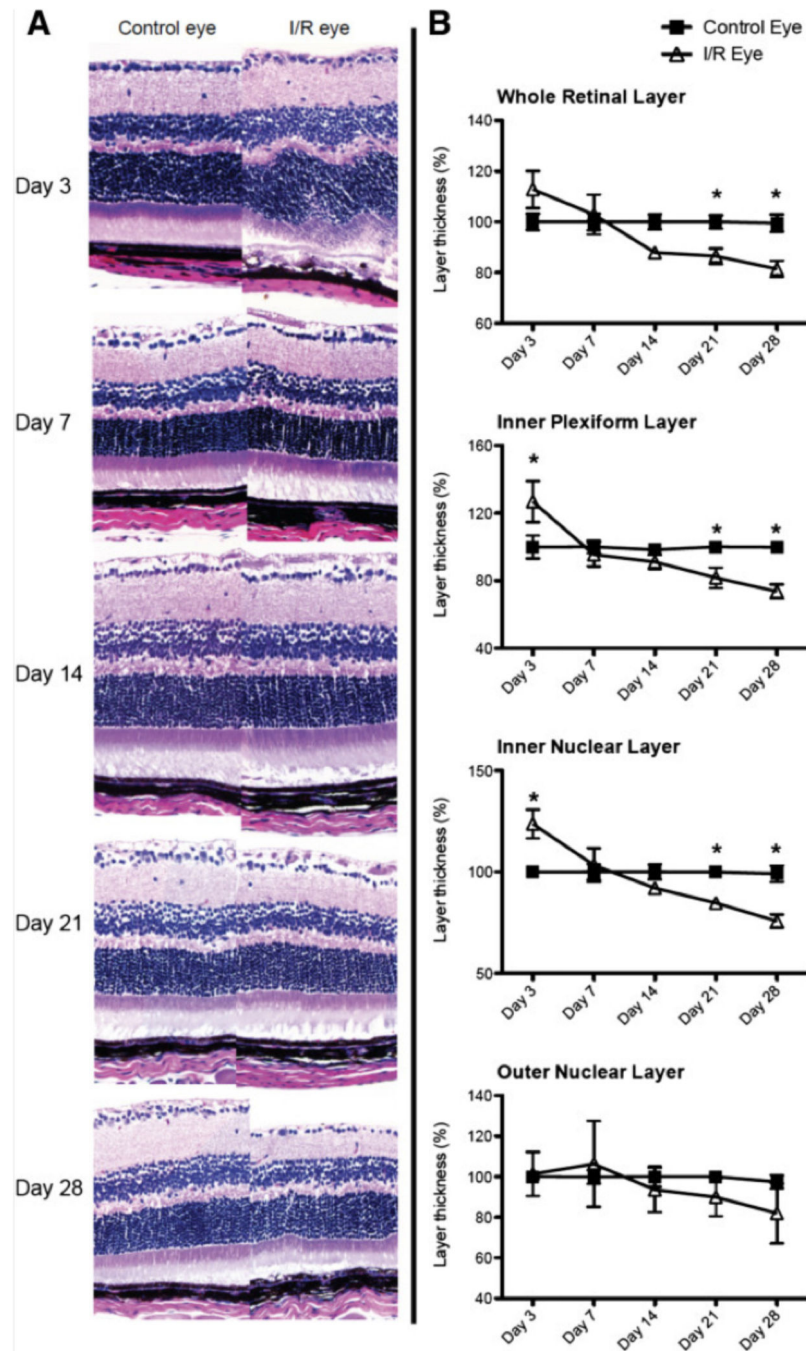 A
Control eye
I/R eye
Day 3
Day 7
Day 14
Day 21
Day 28
B
Control Eye
I/R Eye
Whole Retinal Layer
Layer thickness (%)
140
120
100
80
60
* *
Day 3 Day 7 Day 14 Day 21 Day 28
Inner Plexiform Layer
Layer thickness (%)
160
120
80
40
* * *
Day 3 Day 7 Day 14 Day 21 Day 28
Inner Nuclear Layer
Layer thickness (%)
150
100
50
* * *
Day 3 Day 7 Day 14 Day 21 Day 28
Outer Nuclear Layer
Layer thickness (%)
140
120
100
80
60
40
Day 3 Day 7 Day 14 Day 21 Day 28